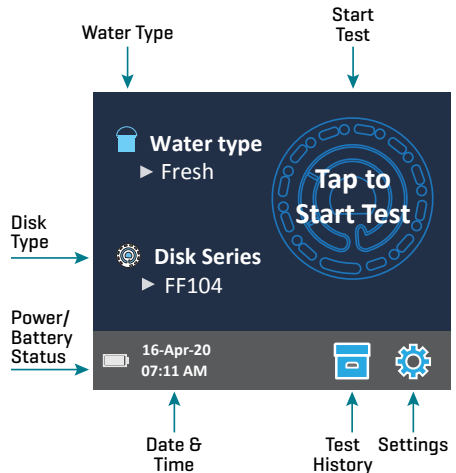 Water Type
Start
Test
Water type
► Fresh
Tap to
Start Test
Disk
Type
Disk Series
► FF104
Power/
Battery
Status
16-Apr-20
07:11 AM
Date &
Time
Test
History
Settings